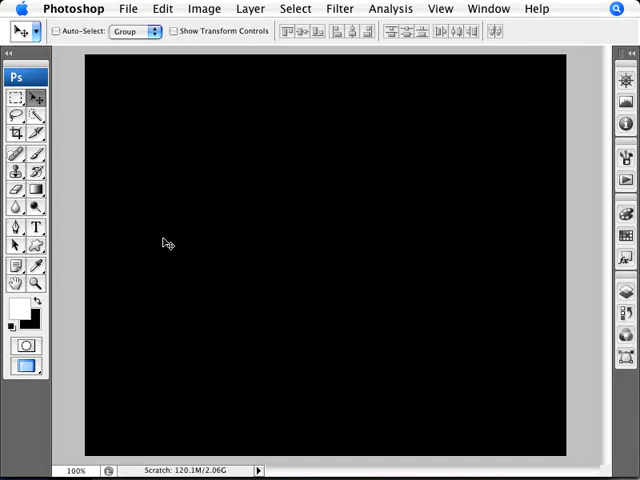 Photoshop File Edit Image Layer Select Filter Analysis View Window Help
Auto-Select: Group Show Transform Controls
Ps
T
100% Scratch: 120.1M/2.06G